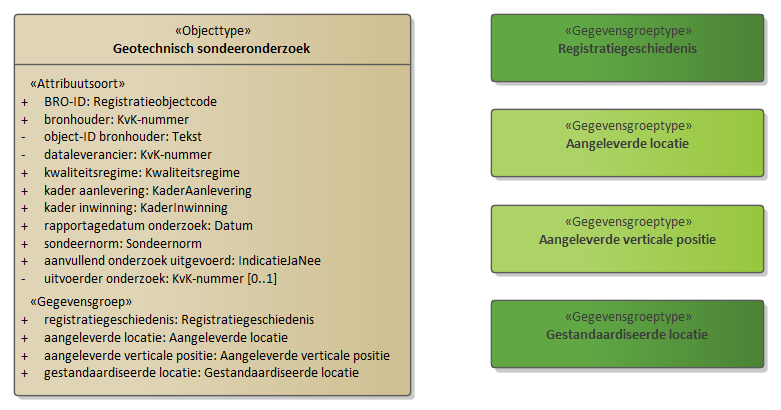 «Objecttype»
Geotechnisch sondeeronderzoek
«Attribuutsoort»
+ BRO-ID: Registratieobjectcode
+ bronhouder: KvK-nummer
- object-ID bronhouder: Tekst
- dataleverancier: KvK-nummer
+ kwaliteitsregime: Kwaliteitsregime
+ kader aanlevering: KaderAanlevering
+ kader inwinning: KaderInwinning
+ rapportagedatum onderzoek: Datum
+ sondeernorm: Sondeernorm
+ aanvullend onderzoek uitgevoerd: IndicatieJaNee
- uitvoerder onderzoek: KvK-nummer [0..1]
«Gegevensgroep»
+ registratiegeschiedenis: Registratiegeschiedenis
+ aangeleverde locatie: Aangeleverde locatie
+ aangeleverde verticale positie: Aangeleverde verticale positie
+ gestandaardiseerde locatie: Gestandaardiseerde locatie
«Gegevensgroeptype»
Registratiegeschiedenis
«Gegevensgroeptype»
Aangeleverde locatie
«Gegevensgroeptype»
Aangeleverde verticale positie
«Gegevensgroeptype»
Gestandaardiseerde locatie